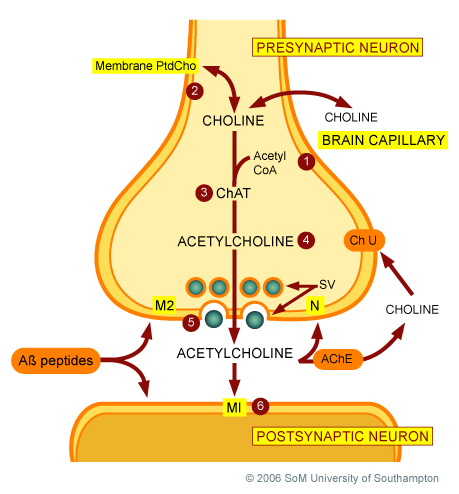 PRESYNAPTIC NEURON
Membrane PtdCho
2
CHOLINE
CHOLINE
BRAIN CAPILLARY
Acetyl
CoA
1
3
ChAT
ACETYLCHOLINE
4
Ch U
SV
M2
N
CHOLINE
5
ACETYLCHOLINE
AChE
Aß peptides
MI
6
POSTSYNAPTIC NEURON
© 2006 SoM University of Southampton